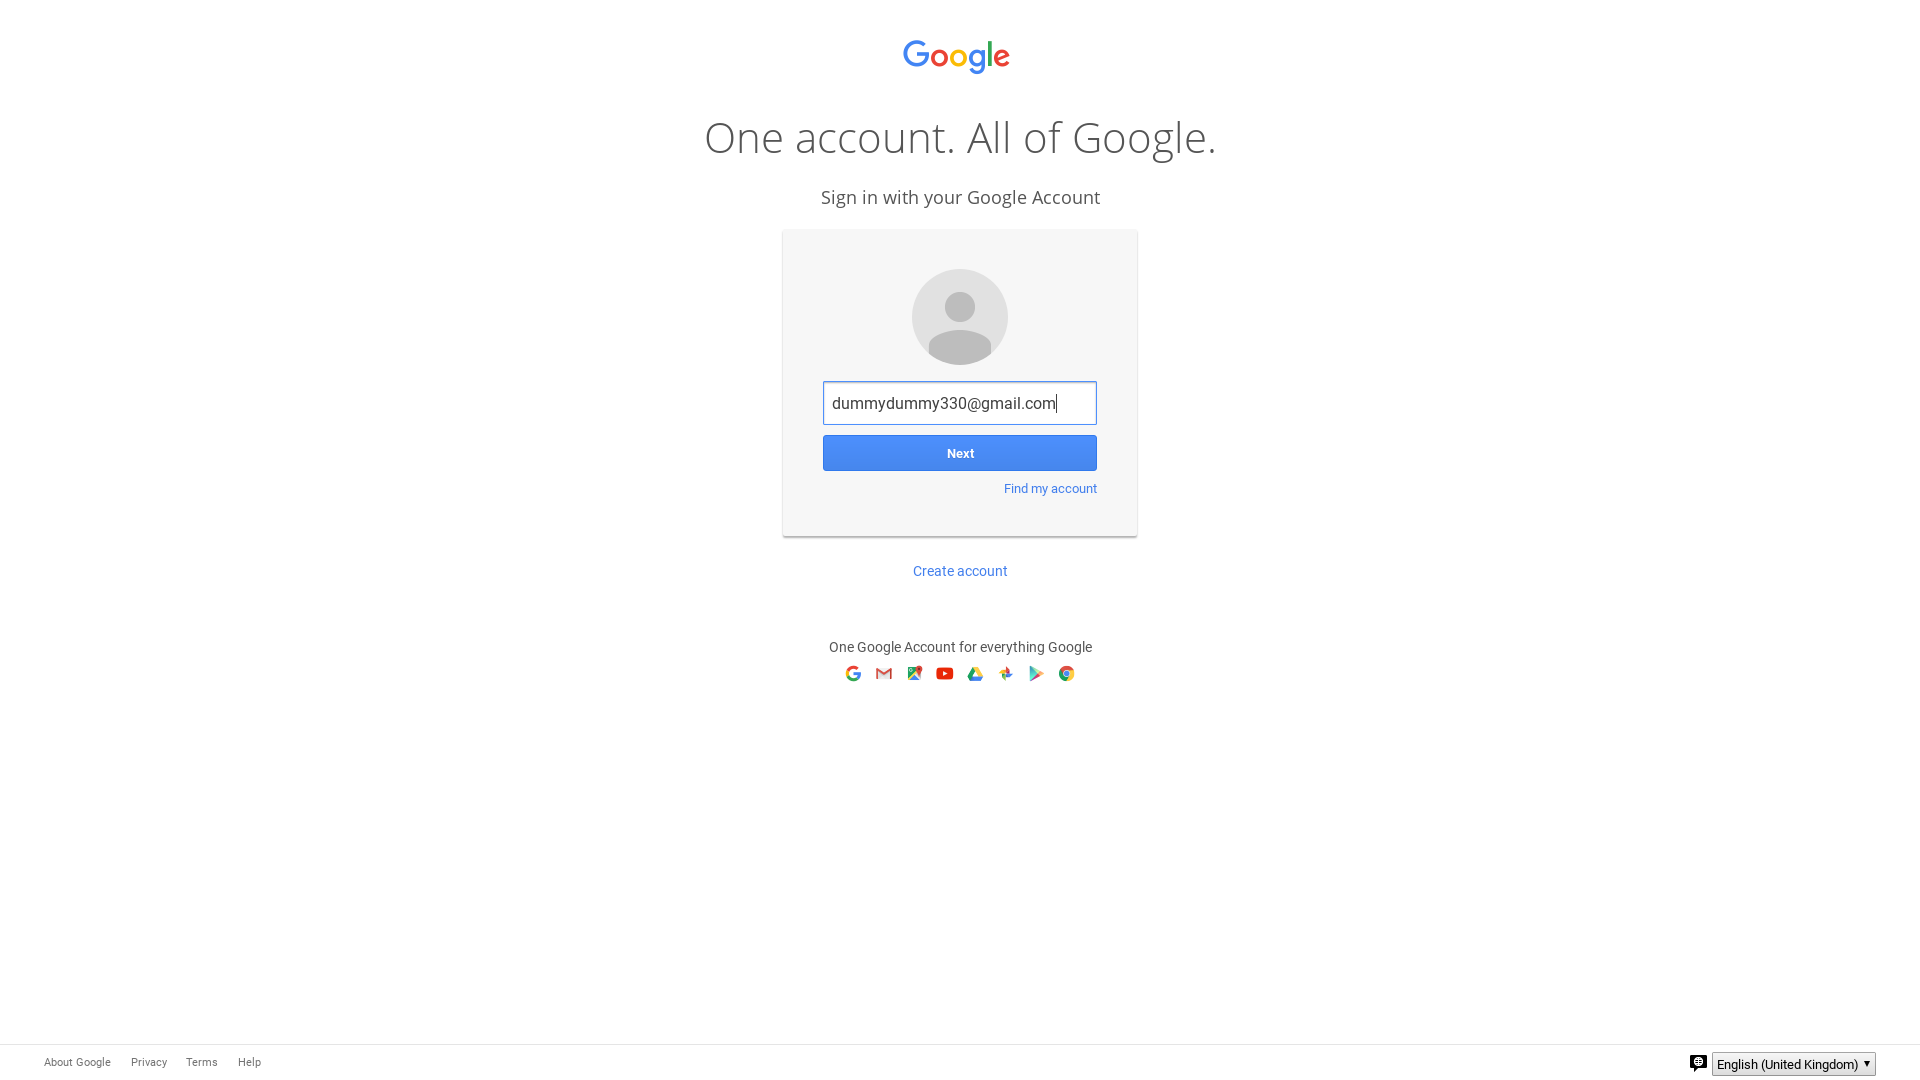 Google
One account. All of Google.
Sign in with your Google Account
dummydummy330@gmail.com
Next
Find my account
Create account
One Google Account for everything Google
About Google Privacy Terms Help English (United Kingdom)